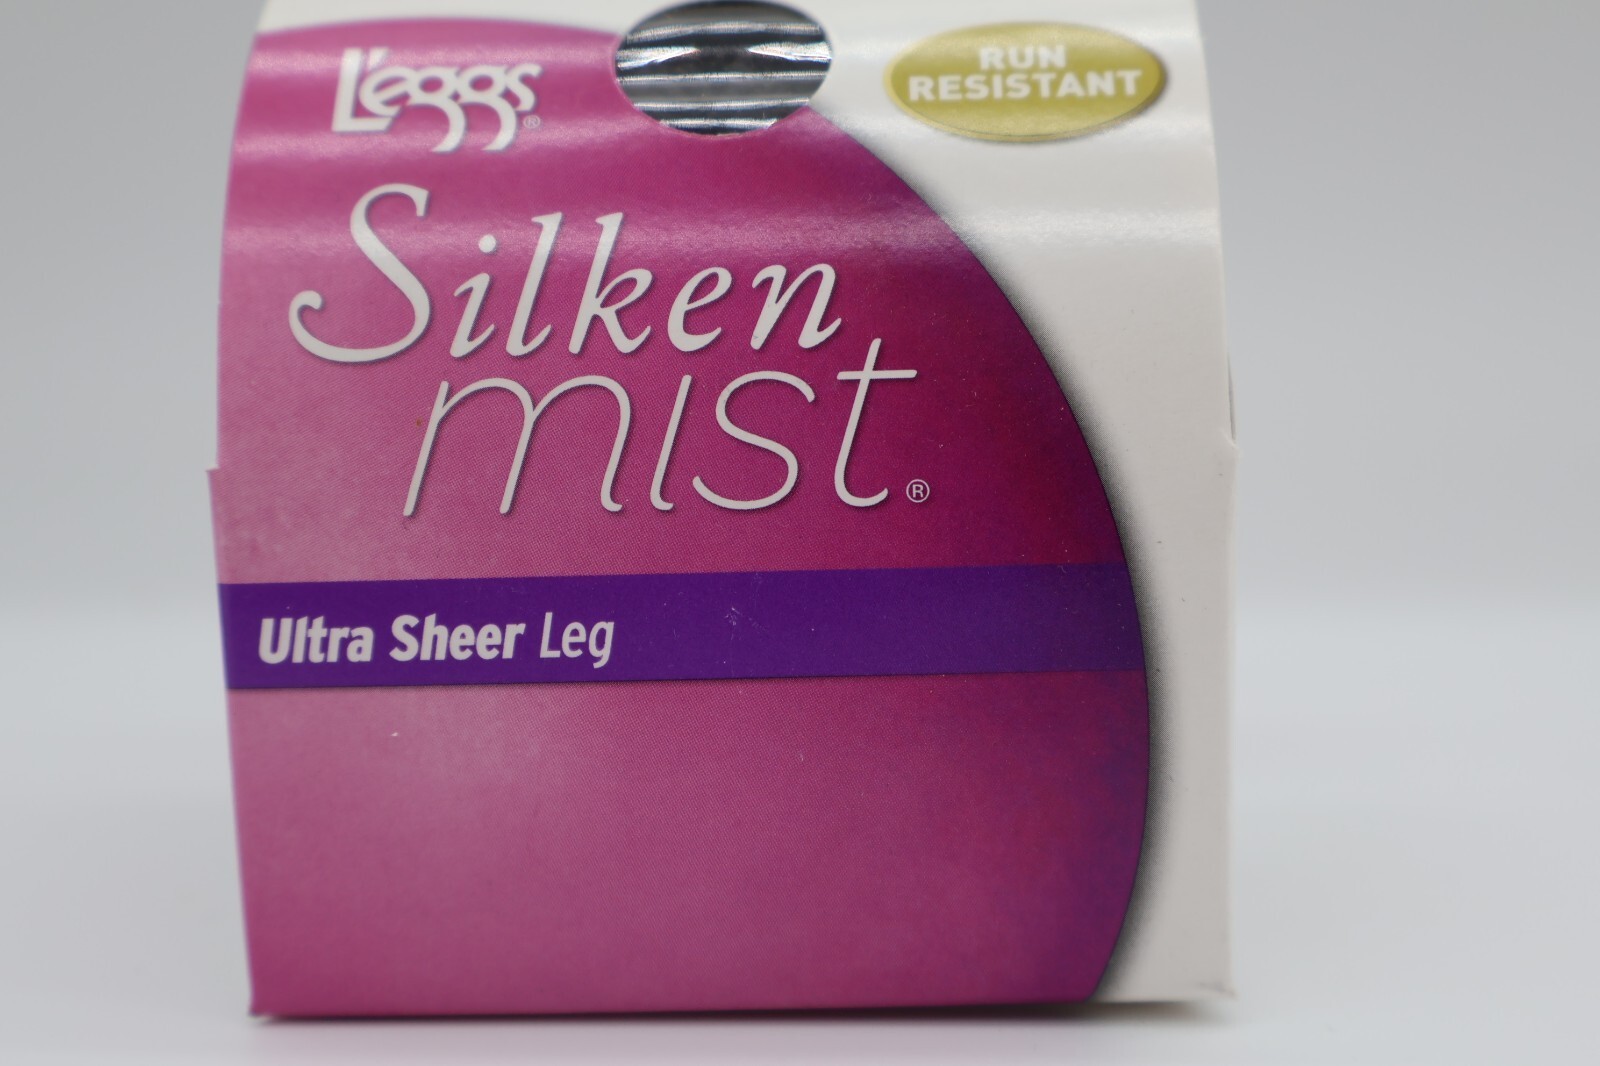 L'eggs®
RUN
RESISTANT
Silken
mist®
Ultra Sheer Leg